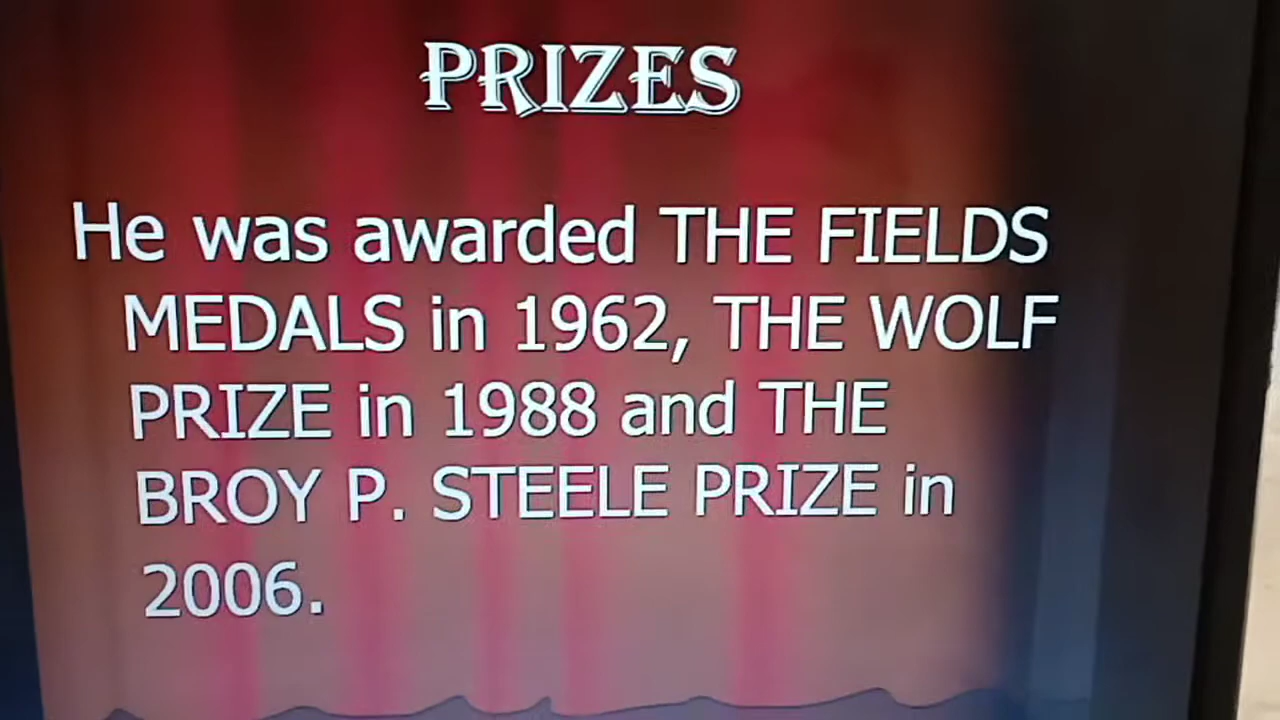 PRIZES
He was awarded THE FIELDS
MEDALS in 1962, THE WOLF
PRIZE in 1988 and THE
BROY P. STEELE PRIZE in
2006.